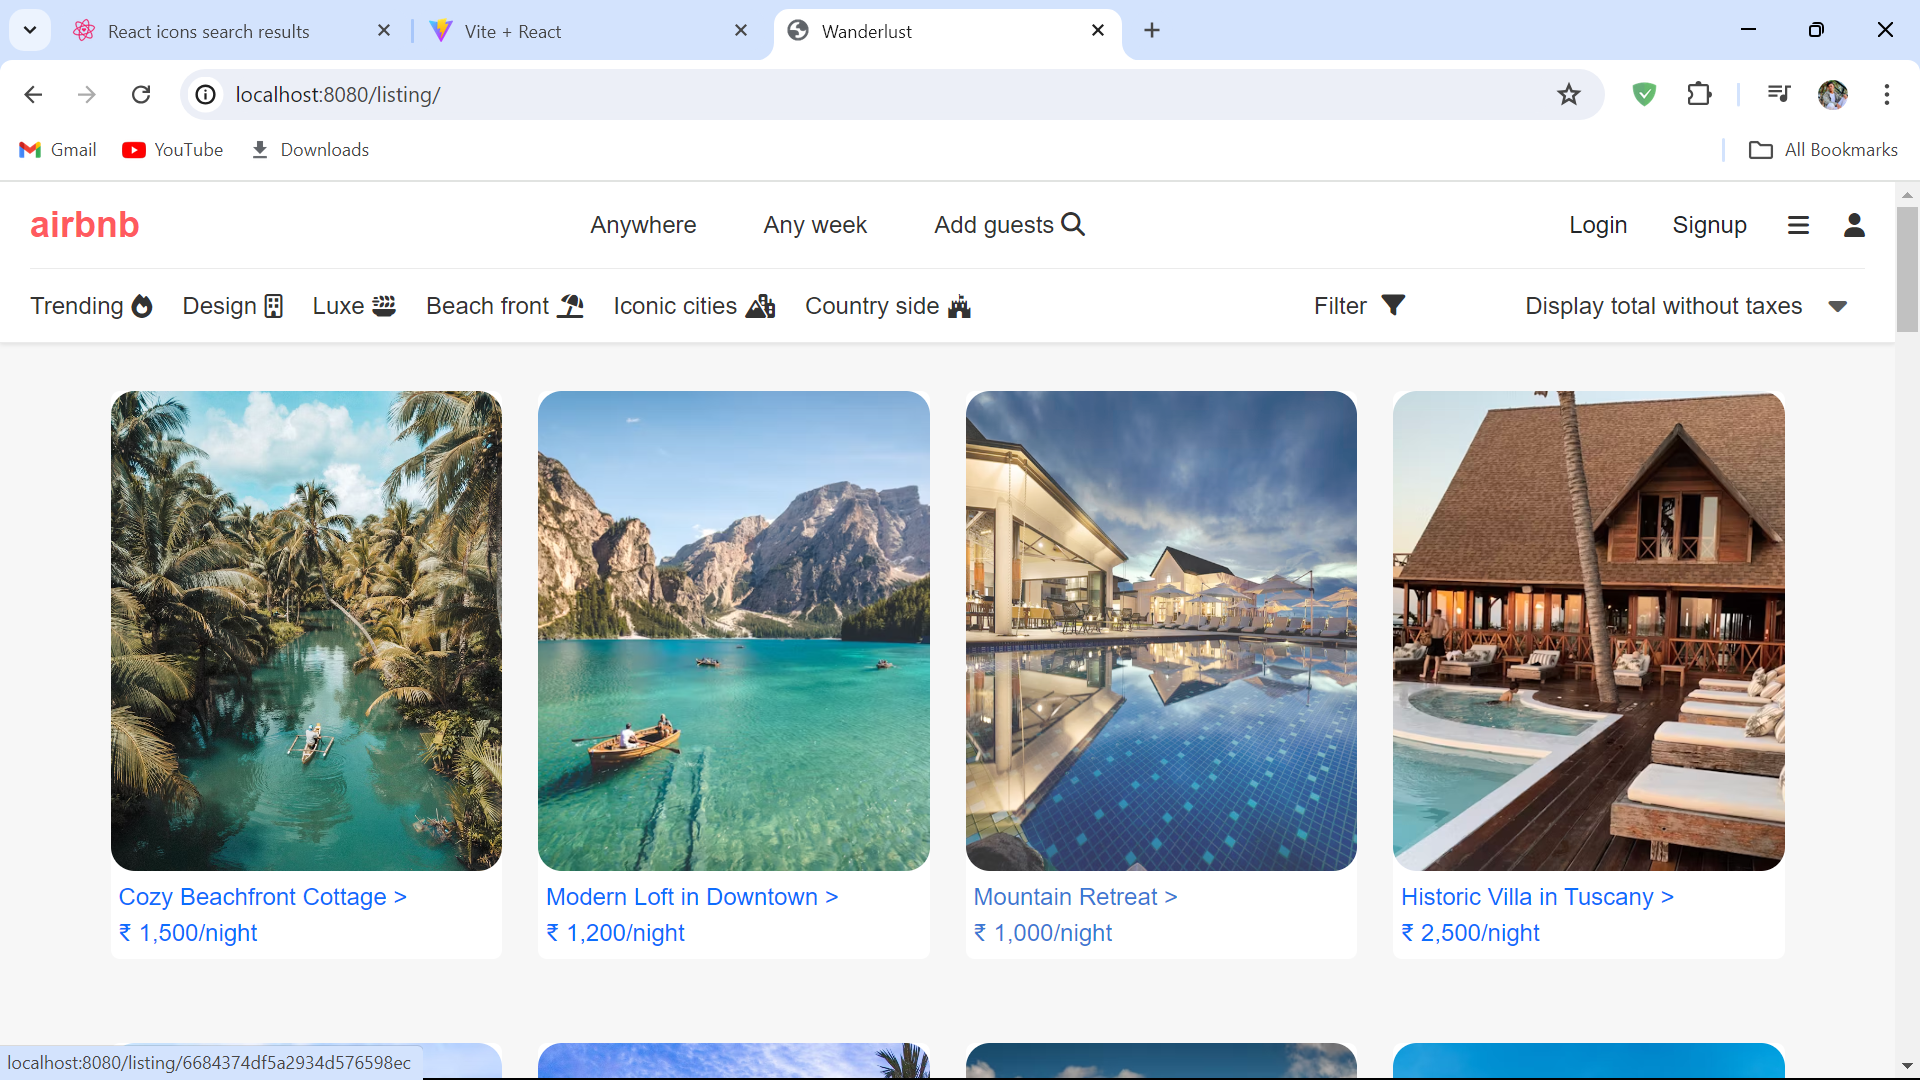 React icons search results
Vite + React
Wanderlust
localhost:8080/listing/
Gmail
YouTube
Downloads
All Bookmarks
airbnb
Anywhere
Any week
Add guests
Login
Signup
Trending
Design
Luxe
Beach front
Iconic cities
Country side
Filter
Display total without taxes
Cozy Beachfront Cottage >
₹ 1,500/night
Modern Loft in Downtown >
₹ 1,200/night
Mountain Retreat >
₹ 1,000/night
Historic Villa in Tuscany >
₹ 2,500/night
localhost:8080/listing/6684374df5a2934d576598ec